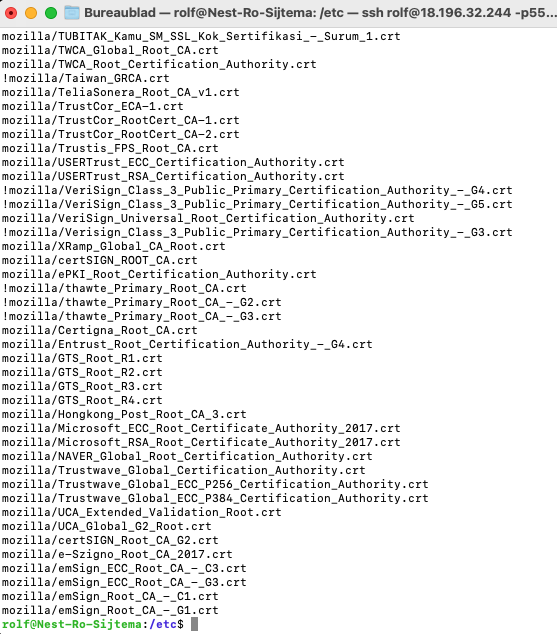 Bureaublad — rolf@Nest-Ro-Sijtema: /etc — ssh rolf@18.196.32.244 -p55...
mozilla/TUBITAK_Kamu_SM_SSL_Kok_Sertifikasi_-_Surum_1.crt
mozilla/TWCA_Global_Root_CA.crt
mozilla/TWCA_Root_Certification_Authority.crt
!mozilla/Taiwan_GRCA.crt
mozilla/TeliaSonera_Root_CA_v1.crt
mozilla/TrustCor_ECA-1.crt
mozilla/TrustCor_RootCert_CA-1.crt
mozilla/TrustCor_RootCert_CA-2.crt
mozilla/Trustis_FPS_Root_CA.crt
mozilla/USERTrust_ECC_Certification_Authority.crt
mozilla/USERTrust_RSA_Certification_Authority.crt
!mozilla/VeriSign_Class_3_Public_Primary_Certification_Authority_-_G4.crt
!mozilla/VeriSign_Class_3_Public_Primary_Certification_Authority_-_G5.crt
mozilla/VeriSign_Universal_Root_Certification_Authority.crt
!mozilla/Verisign_Class_3_Public_Primary_Certification_Authority_-_G3.crt
mozilla/XRamp_Global_CA_Root.crt
mozilla/certSIGN_ROOT_CA.crt
mozilla/ePKI_Root_Certification_Authority.crt
!mozilla/thawte_Primary_Root_CA.crt
!mozilla/thawte_Primary_Root_CA_-_G2.crt
!mozilla/thawte_Primary_Root_CA_-_G3.crt
mozilla/Certigna_Root_CA.crt
mozilla/Entrust_Root_Certification_Authority_-_G4.crt
mozilla/GTS_Root_R1.crt
mozilla/GTS_Root_R2.crt
mozilla/GTS_Root_R3.crt
mozilla/GTS_Root_R4.crt
mozilla/Hongkong_Post_Root_CA_3.crt
mozilla/Microsoft_ECC_Root_Certificate_Authority_2017.crt
mozilla/Microsoft_RSA_Root_Certificate_Authority_2017.crt
mozilla/NAVER_Global_Root_Certification_Authority.crt
mozilla/Trustwave_Global_Certification_Authority.crt
mozilla/Trustwave_Global_ECC_P256_Certification_Authority.crt
mozilla/Trustwave_Global_ECC_P384_Certification_Authority.crt
mozilla/UCA_Extended_Validation_Root.crt
mozilla/UCA_Global_G2_Root.crt
mozilla/certSIGN_Root_CA_G2.crt
mozilla/e-Szigno_Root_CA_2017.crt
mozilla/emSign_ECC_Root_CA_-_C3.crt
mozilla/emSign_ECC_Root_CA_-_G3.crt
mozilla/emSign_Root_CA_-_C1.crt
mozilla/emSign_Root_CA_-_G1.crt
rolf@Nest-Ro-Sijtema:/etc$